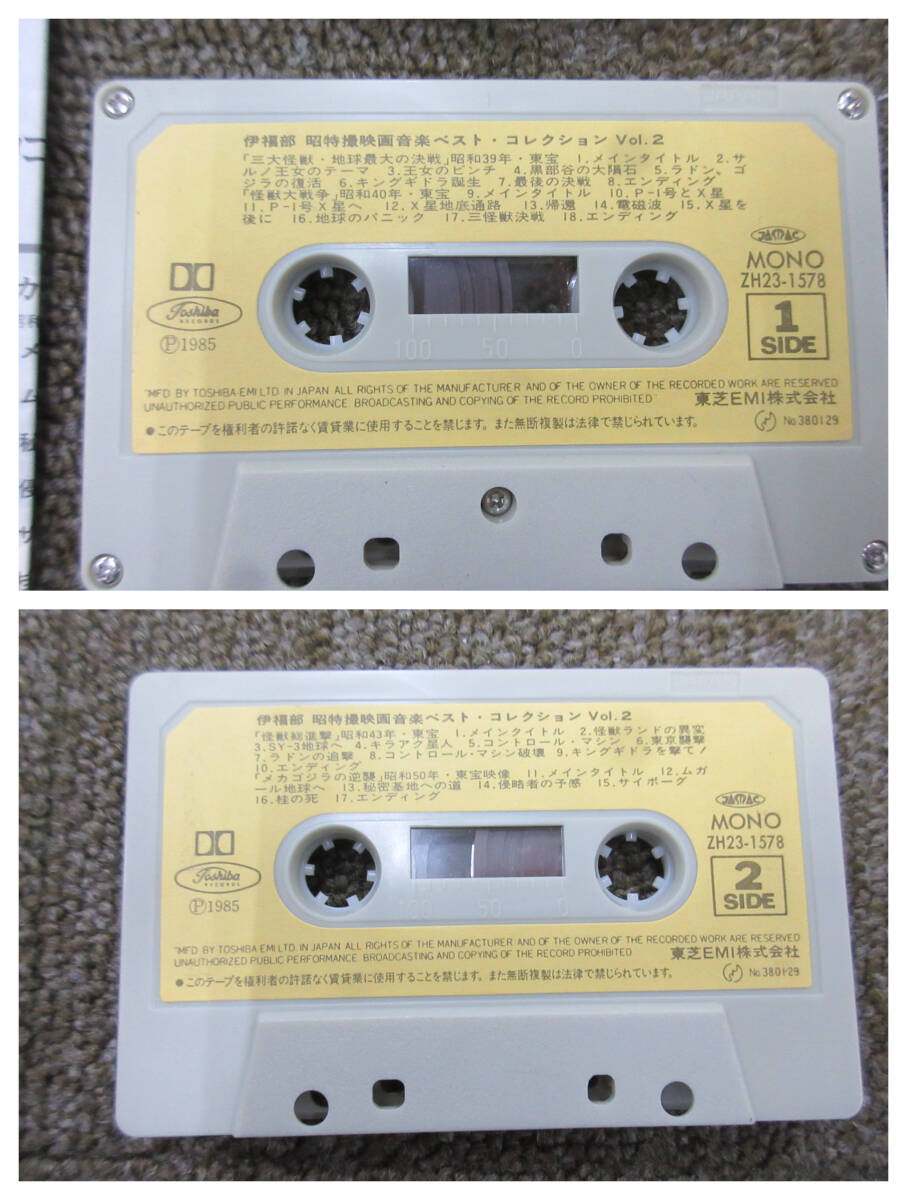 伊福部 昭特撮映画音楽ベスト・コレクション Vol.2
「三大怪獣・地球最大の決戦」昭和39年・東宝 1.メインタイトル 2.サ
ルノ王女のテーマ 3.王女のピンチ 4.黒部谷の大隕石 5.ラドン、ゴ
ジラの復活 6.キングギドラ誕生 7.最後の決戦 8.エンディング
「怪獣大戦争」昭和40年・東宝 9.メインタイトル 10.P-1号とX星
11.P-1号X星へ 12.X星地底通路 13.帰還 14.電磁波 15.X星を
後に 16.地球のパニック 17.三怪獣決戦 18.エンディング
JASRAC
MONO
ZH23-1578
1
SIDE
Toshiba
RECORDS
Ⓟ1985
100 50 0
"MFD BY TOSHIBA EMI LTD. IN JAPAN ALL RIGHTS OF THE MANUFACTURER AND OF THE OWNER OF THE RECORDED WORK ARE RESERVED
UNAUTHORIZED PUBLIC PERFORMANCE BROADCASTING AND COPYING OF THE RECORD PROHIBITED" 東芝EMI株式会社
●このテープを権利者の許諾なく賃貸業に使用することを禁じます。また無断複製は法律で禁じられています。
No.380129
カ
メ
ム
秘
侵
サ
伊福部 昭特撮映画音楽ベスト・コレクション Vol.2
「怪獣総進撃」昭和43年・東宝 1.メインタイトル 2.怪獣ランドの異変
3.SY-3地球へ 4.キラアク星人 5.コントロール・マシン 6.東京襲撃
7.ラドンの追撃 8.コントロール・マシン破壊 9.キングギドラを撃て!
10.エンディング
「メカゴジラの逆襲」昭和50年・東宝映像 11.メインタイトル 12.ムガ
ール地球へ 13.秘密基地への道 14.侵略者の予感 15.サイボーグ
16.桂の死 17.エンディング
JASRAC
MONO
ZH23-1578
2
SIDE
Toshiba
RECORDS
Ⓟ1985
100 50 0
"MFD BY TOSHIBA EMI LTD. IN JAPAN ALL RIGHTS OF THE MANUFACTURER AND OF THE OWNER OF THE RECORDED WORK ARE RESERVED
UNAUTHORIZED PUBLIC PERFORMANCE BROADCASTING AND COPYING OF THE RECORD PROHIBITED 東芝EMI株式会社
●このテープを権利者の許諾なく賃貸業に使用することを禁じます。また無断複製は法律で禁じられています。
No.380129